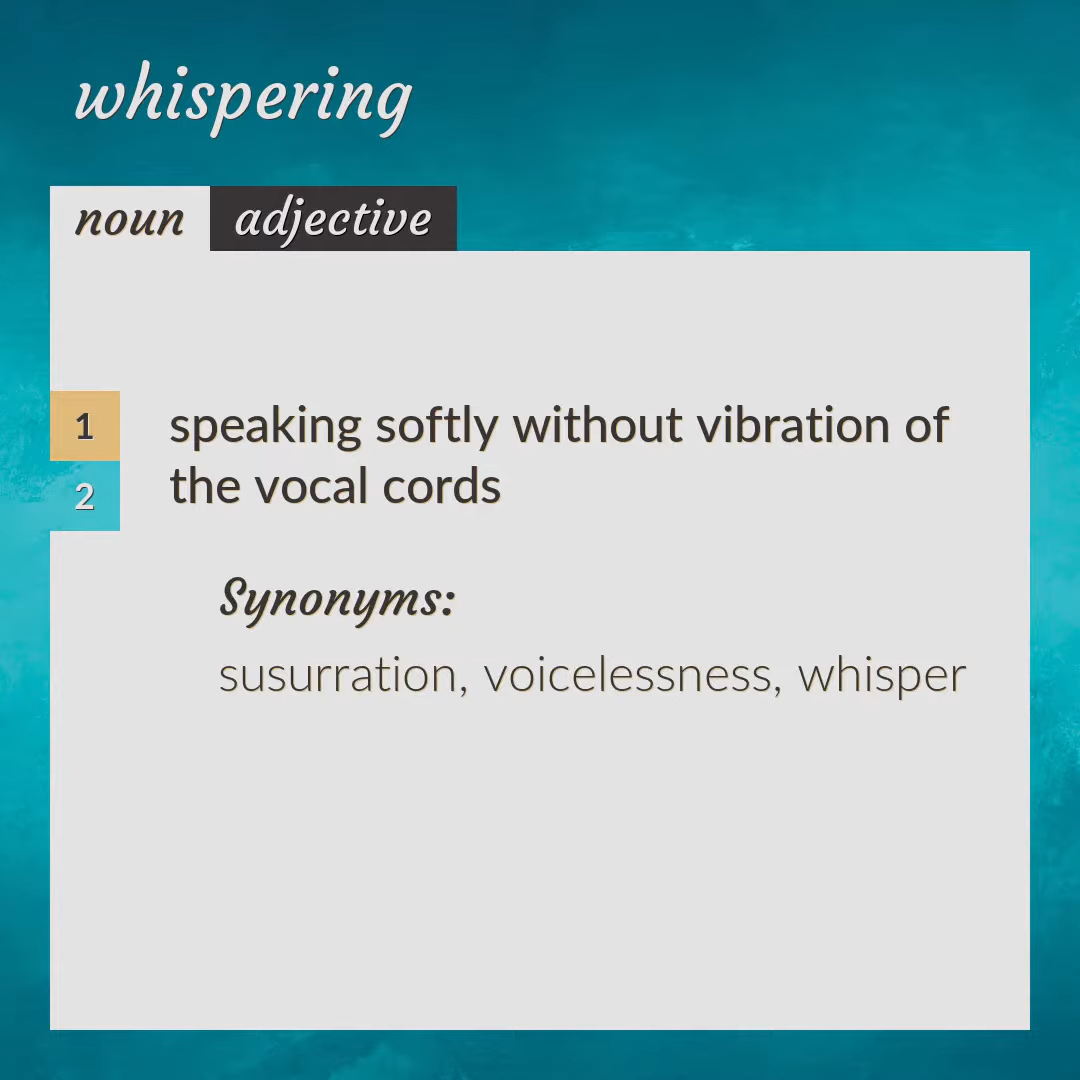 whispering
noun adjective
1 speaking softly without vibration of
the vocal cords
2
Synonyms:
susurration, voicelessness, whisper